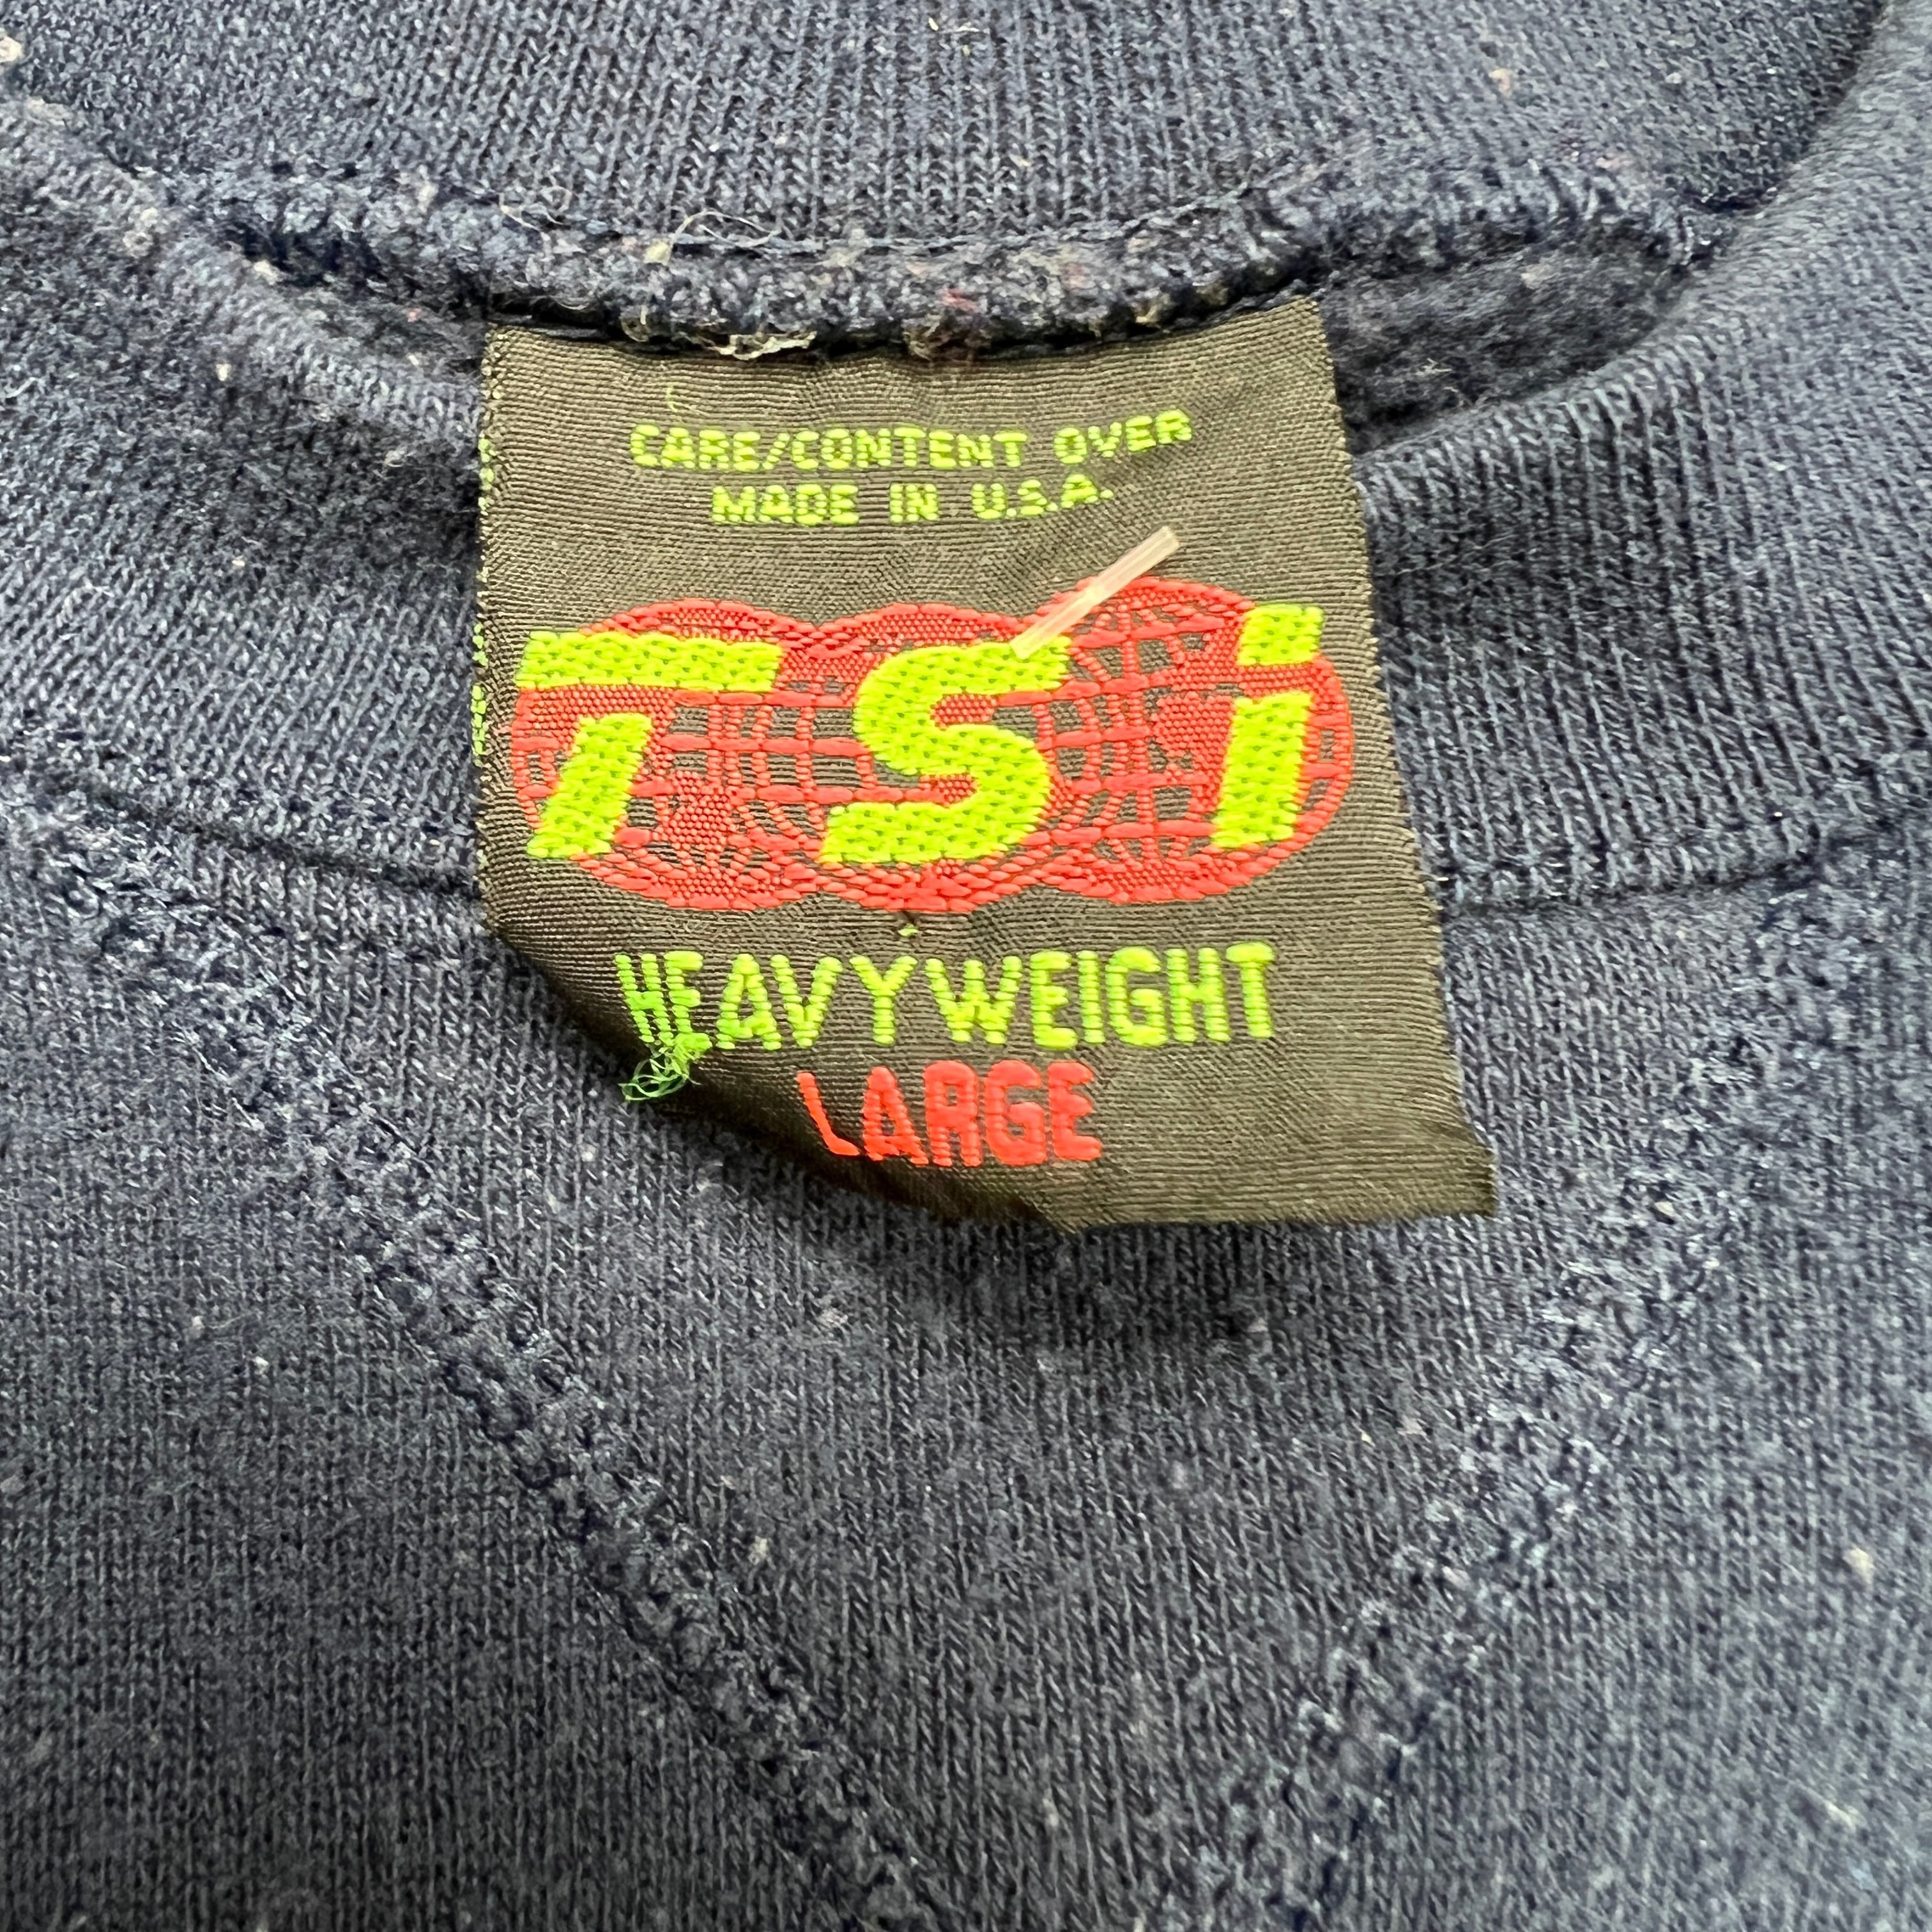 CARE/CONTENT OVER
MADE IN U.S.A.
TSi
HEAVYWEIGHT
LARGE